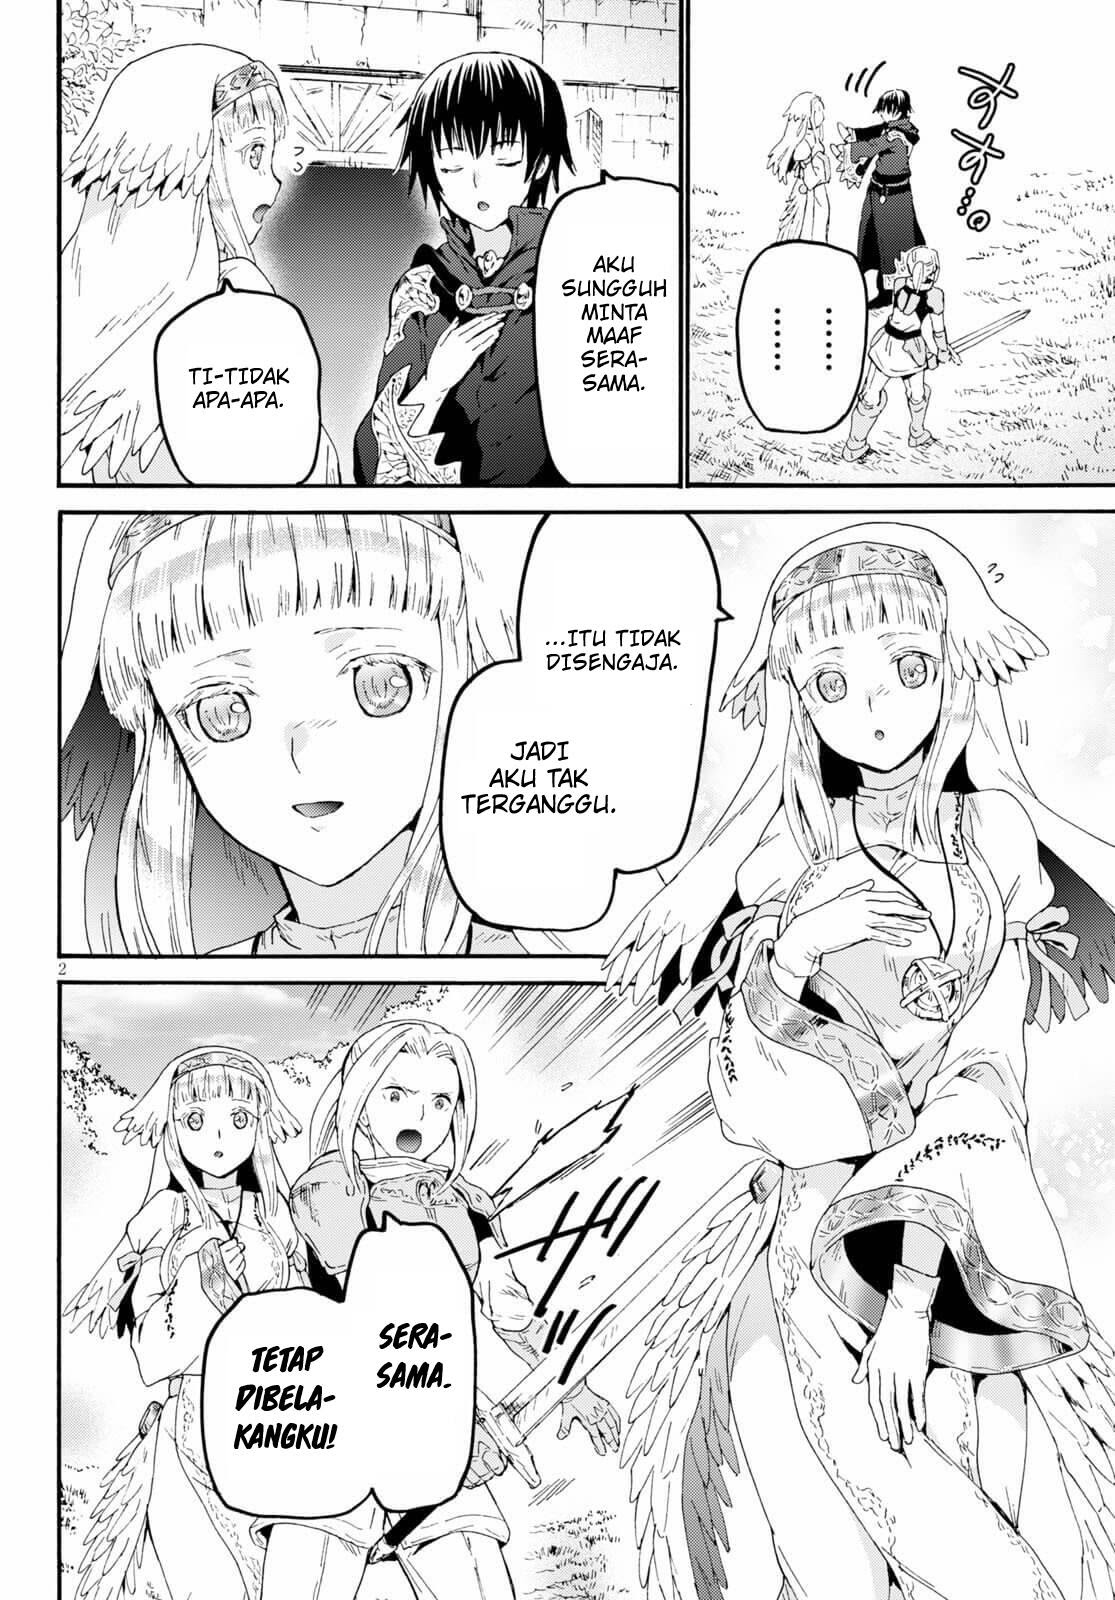 すすす…。
………
………
AKU
SUNGGUH
MINTA
MAAF
SERA-
SAMA.
TI-TIDAK
APA-APA.
...ITU TIDAK
DISENGAJA.
JADI
AKU TAK
TERGANGGU.
2
SERA-
SAMA.
TETAP
DIBELA-
KANGKU!